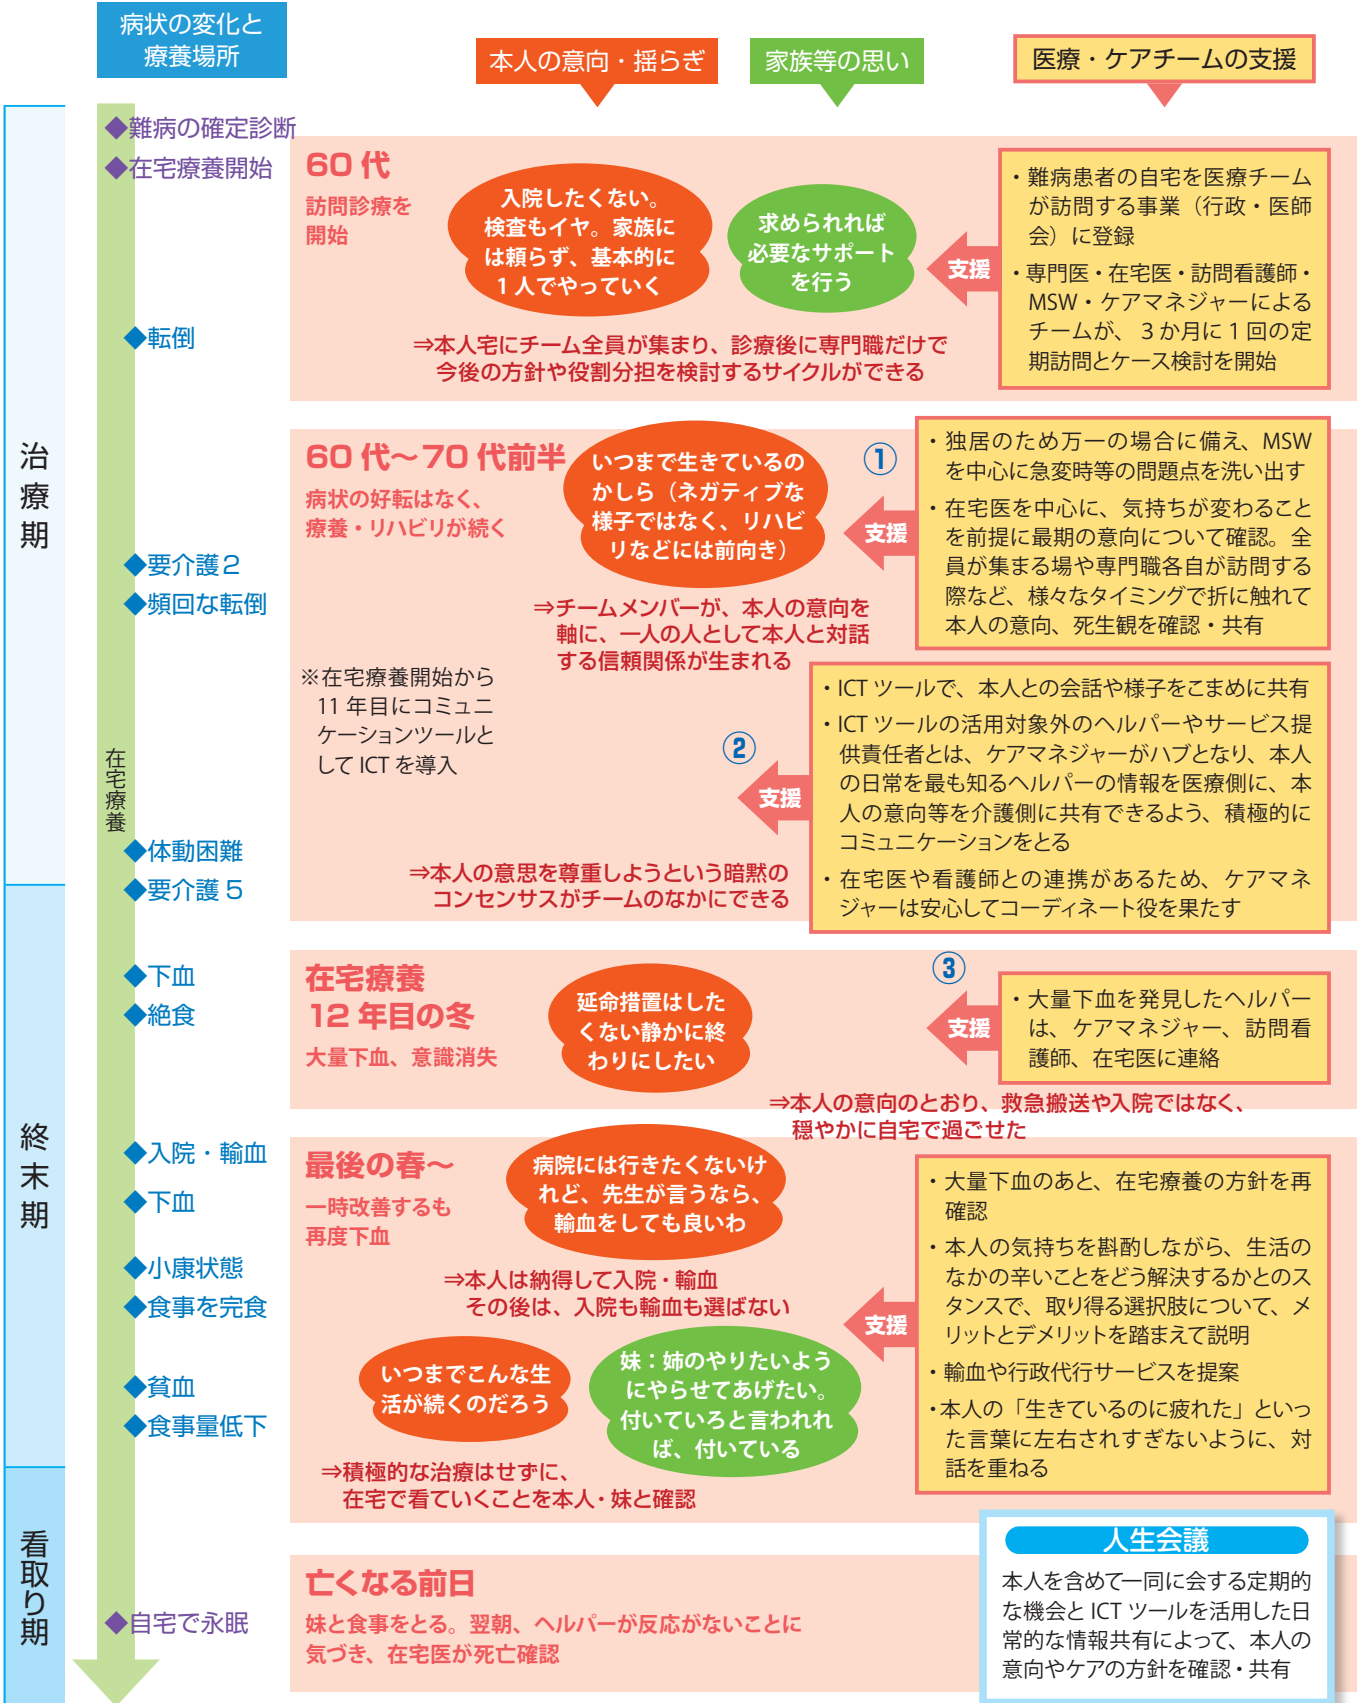 病状の変化と
療養場所
本人の意向・揺らぎ
家族等の思い
医療・ケアチームの支援
治療期
終末期
看取り期
在宅療養
◆難病の確定診断
◆在宅療養開始
◆転倒
◆要介護2
◆頻回な転倒
◆体動困難
◆要介護5
◆下血
◆絶食
◆入院・輸血
◆下血
◆小康状態
◆食事を完食
◆貧血
◆食事量低下
◆自宅で永眠
60代
訪問診療を
開始
入院したくない。
検査もイヤ。家族に
は頼らず、基本的に
1人でやっていく
求められれば
必要なサポート
を行う
支援
・難病患者の自宅を医療チーム
が訪問する事業（行政・医師
会）に登録
・専門医・在宅医・訪問看護師・
MSW・ケアマネジャーによる
チームが、3か月に1回の定
期訪問とケース検討を開始
⇒本人宅にチーム全員が集まり、診療後に専門職だけで
今後の方針や役割分担を検討するサイクルができる
60代～70代前半
病状の好転はなく、
療養・リハビリが続く
いつまで生きているの
かしら（ネガティブな
様子ではなく、リハビ
リなどには前向き）
①
支援
・独居のため万一の場合に備え、MSW
を中心に急変時等の問題点を洗い出す
・在宅医を中心に、気持ちが変わること
を前提に最期の意向について確認。全
員が集まる場や専門職各自が訪問する
際など、様々なタイミングで折に触れて
本人の意向、死生観を確認・共有
⇒チームメンバーが、本人の意向を
軸に、一人の人として本人と対話
する信頼関係が生まれる
※在宅療養開始から
11年目にコミュニ
ケーションツールと
してICTを導入
②
支援
・ICTツールで、本人との会話や様子をこまめに共有
・ICTツールの活用対象外のヘルパーやサービス提
供責任者とは、ケアマネジャーがハブとなり、本人
の日常を最も知るヘルパーの情報を医療側に、本
人の意向等を介護側に共有できるよう、積極的に
コミュニケーションをとる
・在宅医や看護師との連携があるため、ケアマネ
ジャーは安心してコーディネート役を果たす
⇒本人の意思を尊重しようという暗黙の
コンセンサスがチームのなかにできる
在宅療養
12年目の冬
大量下血、意識消失
延命措置はした
くない静かに終
わりにしたい
③
支援
・大量下血を発見したヘルパー
は、ケアマネジャー、訪問看
護師、在宅医に連絡
⇒本人の意向のとおり、救急搬送や入院ではなく、
穏やかに自宅で過ごせた
最後の春～
一時改善するも
再度下血
病院には行きたくないけ
れど、先生が言うなら、
輸血をしても良いわ
⇒本人は納得して入院・輸血
その後は、入院も輸血も選ばない
いつまでこんな生
活が続くのだろう
妹：姉のやりたいよう
にやらせてあげたい。
付いていろと言われれ
ば、付いている
支援
・大量下血のあと、在宅療養の方針を再
確認
・本人の気持ちを斟酌しながら、生活の
なかの辛いことをどう解決するかとのス
タンスで、取り得る選択肢について、メ
リットとデメリットを踏まえて説明
・輸血や行政代行サービスを提案
・本人の「生きているのに疲れた」といっ
た言葉に左右されすぎないように、対
話を重ねる
⇒積極的な治療はせずに、
在宅で看ていくことを本人・妹と確認
亡くなる前日
妹と食事をとる。翌朝、ヘルパーが反応がないことに
気づき、在宅医が死亡確認
人生会議
本人を含めて一同に会する定期的
な機会とICTツールを活用した日
常的な情報共有によって、本人の
意向やケアの方針を確認・共有